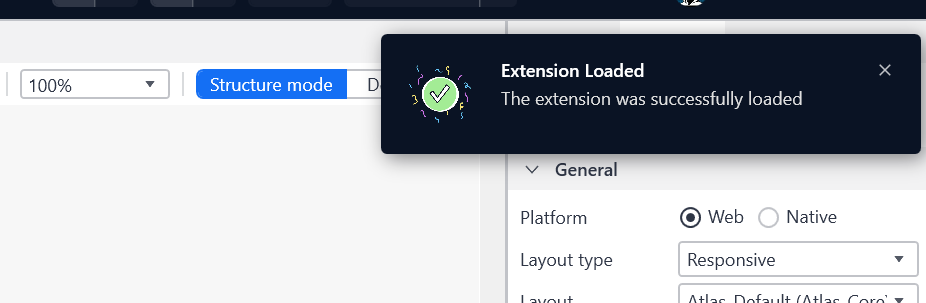 Extension Loaded
The extension was successfully loaded
100%
Structure mode
General
Platform
Web
Native
Layout type
Responsive
Layout
Atlas_Default (Atlas_Core)